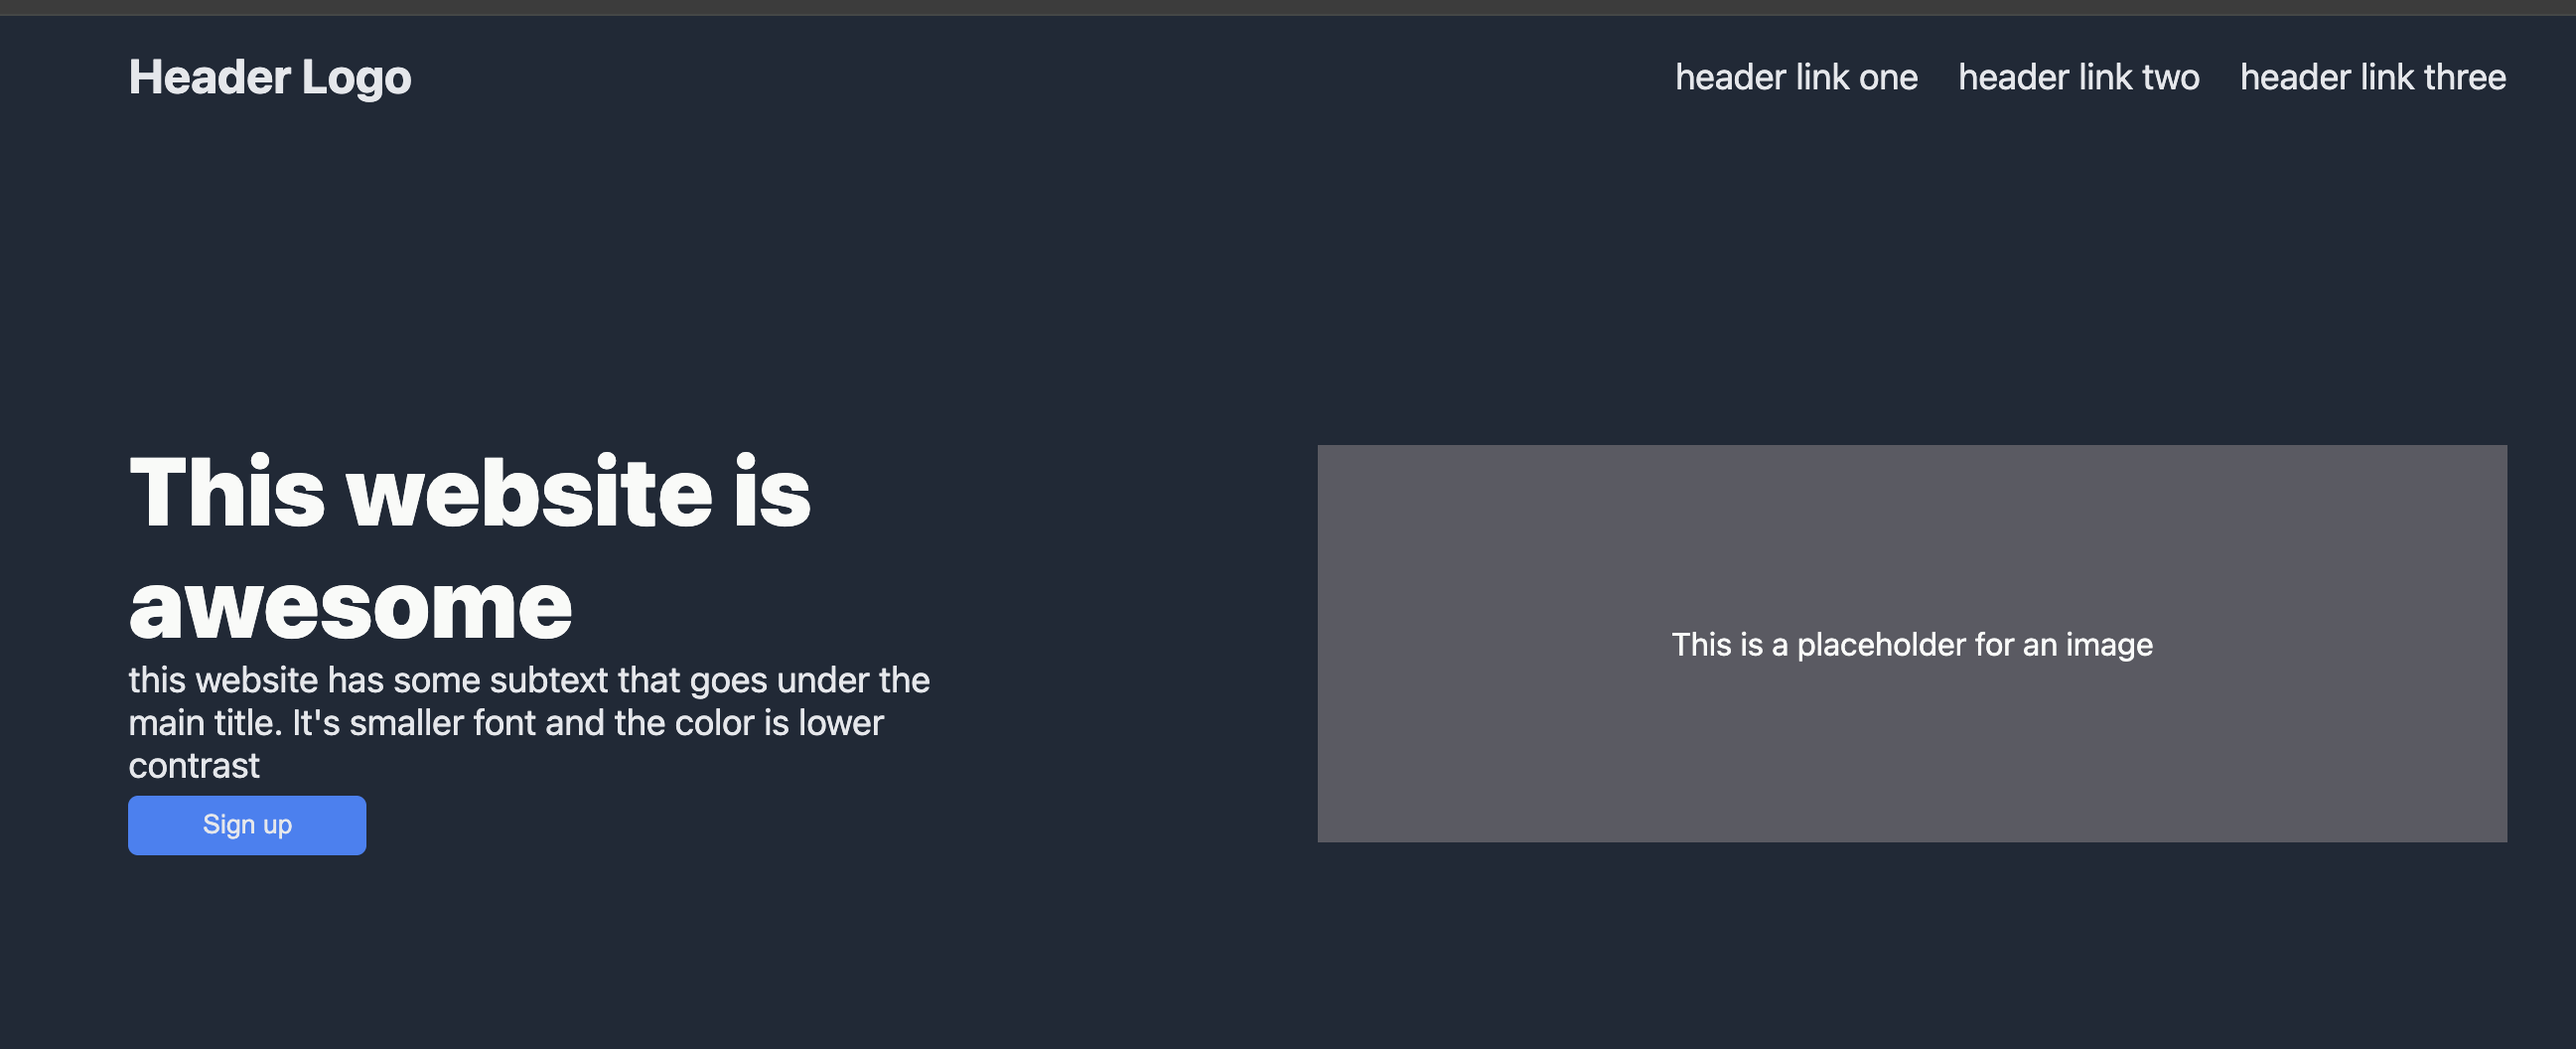 Header Logo
header link one
header link two
header link three
This website is
awesome
this website has some subtext that goes under the
main title. It's smaller font and the color is lower
contrast
Sign up
This is a placeholder for an image